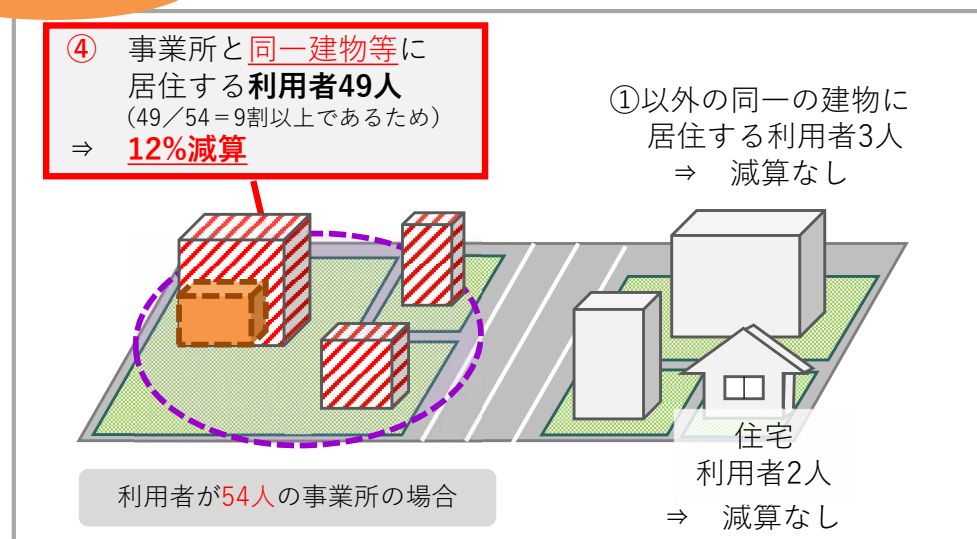 ④ 事業所と同一建物等に
居住する利用者49人
(49／54＝9割以上であるため)
⇒ 12%減算
①以外の同一の建物に
居住する利用者3人
⇒ 減算なし
住宅
利用者2人
⇒ 減算なし
利用者が54人の事業所の場合